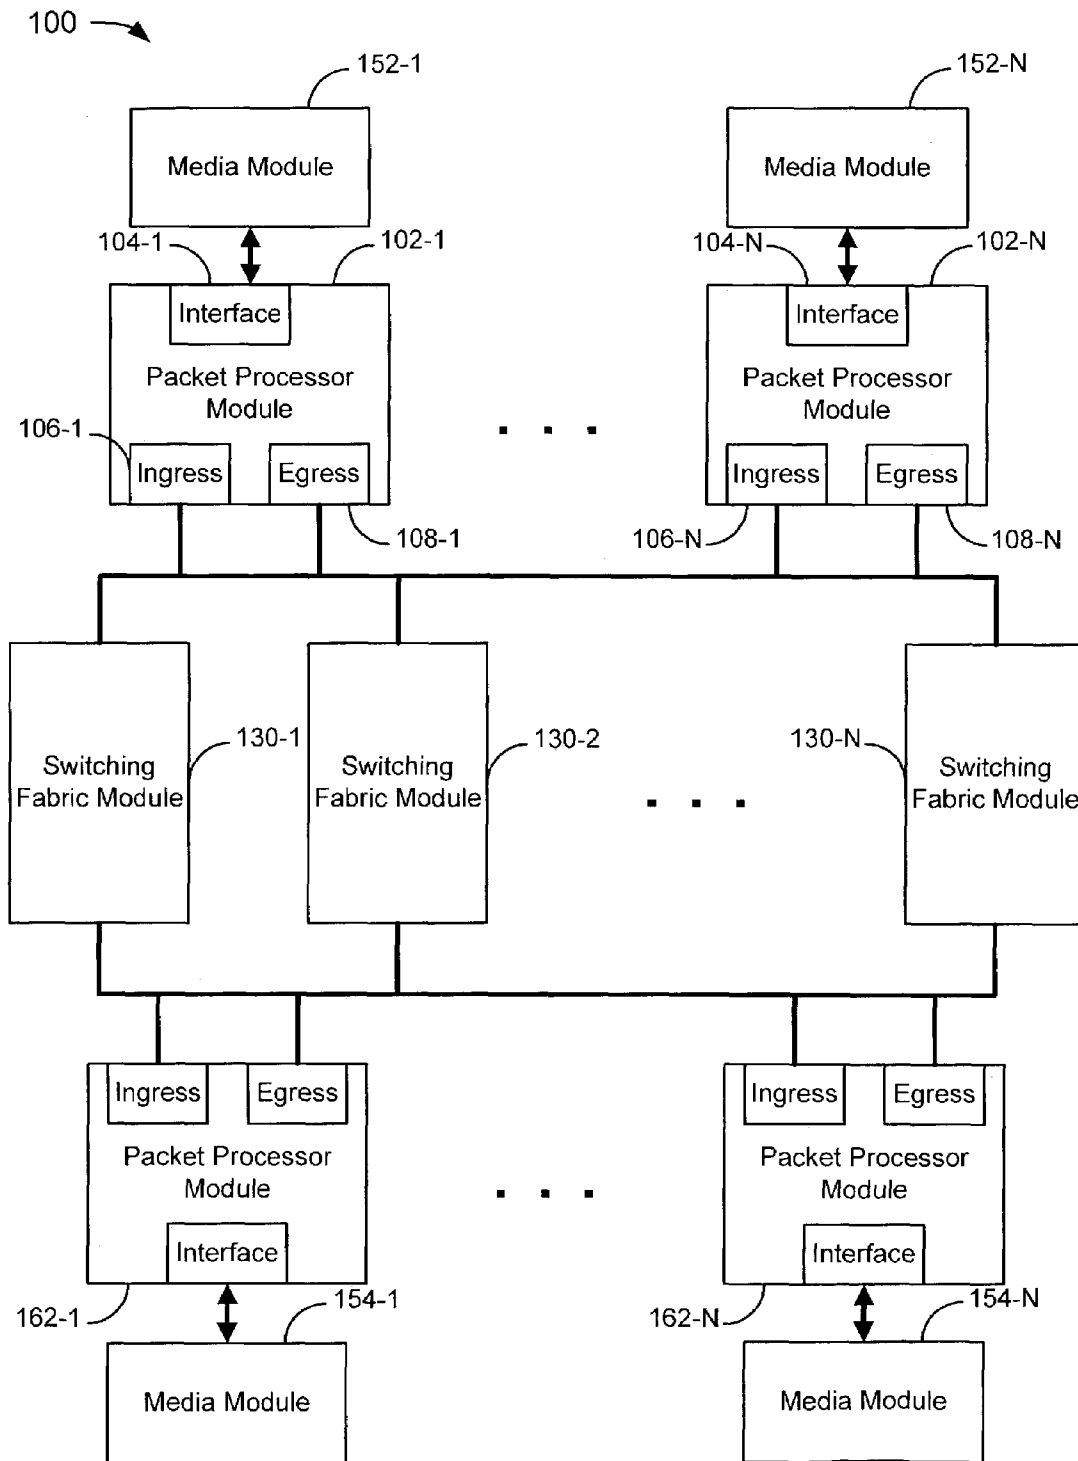 100
152-1
152-N
Media Module
Media Module
104-1
102-1
104-N
102-N
Interface
Interface
Packet Processor
Module
Packet Processor
Module
106-1
Ingress
Egress
Ingress
Egress
108-1
106-N
108-N
130-1
130-2
130-N
Switching
Fabric Module
Switching
Fabric Module
Switching
Fabric Module
Ingress
Egress
Ingress
Egress
Packet Processor
Module
Packet Processor
Module
Interface
Interface
162-1
154-1
162-N
154-N
Media Module
Media Module